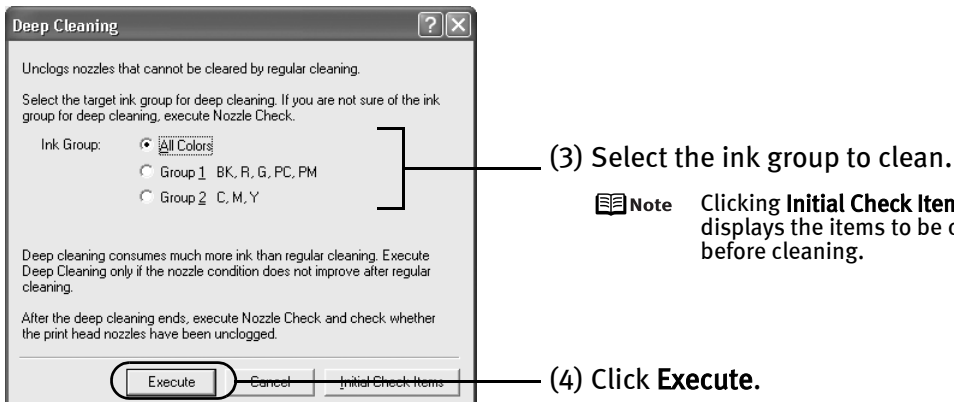 Deep Cleaning
Unclogs nozzles that cannot be cleared by regular cleaning.
Select the target ink group for deep cleaning. If you are not sure of the ink
group for deep cleaning, execute Nozzle Check.
Ink Group:
All Colors
Group 1 BK, R, G, PC, PM
Group 2 C, M, Y
Deep cleaning consumes much more ink than regular cleaning. Execute
Deep Cleaning only if the nozzle condition does not improve after regular
cleaning.
After the deep cleaning ends, execute Nozzle Check and check whether
the print head nozzles have been unclogged.
Execute Cancel Initial Check Items
(3) Select the ink group to clean.
Note Clicking Initial Check
displays the items to be
before cleaning.
(4) Click Execute.